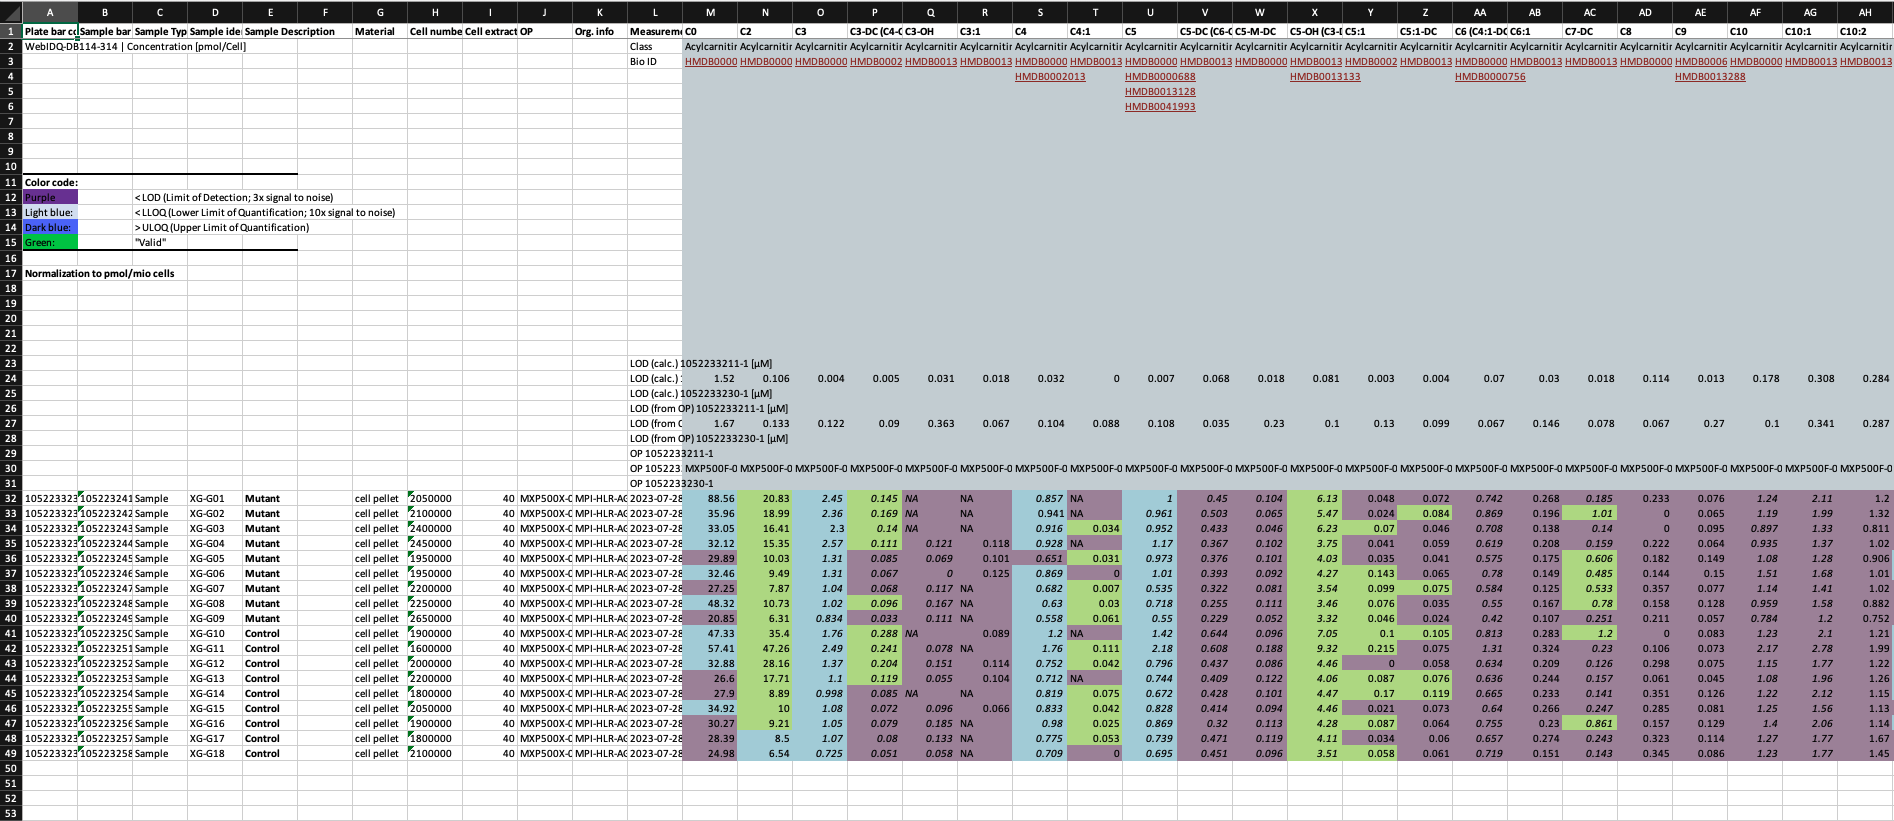 A B C D E F G H I J K L M N O P Q R S T U V W X Y Z AA AB AC AD AE AF AG AH
1 Plate bar co Sample bar Sample Typ Sample ide Sample Description Material Cell numbe Cell extract OP Org. info Measurem C0 C2 C3 C3-DC (C4-C C3-OH C3:1 C4 C4:1 C5 C5-DC (C6-C C5-M-DC C5-OH (C3-D C5:1 C5:1-DC C6 (C4:1-DC C6:1 C7-DC C8 C9 C10 C10:1 C10:2
2 WebIDQ-DB114-314 | Concentration [pmol/Cell] Class Acylcarnitir Acylcarnitir Acylcarnitir Acylcarnitir Acylcarnitir Acylcarnitir Acylcarnitir Acylcarnitir Acylcarnitir Acylcarnitir Acylcarnitir Acylcarnitir Acylcarnitir Acylcarnitir Acylcarnitir Acylcarnitir Acylcarnitir Acylcarnitir Acylcarnitir Acylcarnitir Acylcarnitir Acylcarnitir
3 Bio ID HMDB0000 HMDB0000 HMDB0000 HMDB0002 HMDB0013 HMDB0013 HMDB0000 HMDB0013 HMDB0000 HMDB0013 HMDB0000 HMDB0013 HMDB0002 HMDB0013 HMDB0000 HMDB0013 HMDB0013 HMDB0000 HMDB0006 HMDB0000 HMDB0013 HMDB0013
4 HMDB0002013 HMDB0000688 HMDB0013133 HMDB0000756 HMDB0013288
5 HMDB0013128
6 HMDB0041993
7
8
9
10
11 Color code:
12 Purple < LOD (Limit of Detection; 3x signal to noise)
13 Light blue: < LLOQ (Lower Limit of Quantification; 10x signal to noise)
14 Dark blue: > ULOQ (Upper Limit of Quantification)
15 Green: "Valid"
16
17 Normalization to pmol/mio cells
18
19
20
21
22
23 LOD (calc.) 1052233211-1 [µM]
24 LOD (calc.) 1.52 0.106 0.004 0.005 0.031 0.018 0.032 0 0.007 0.068 0.018 0.081 0.003 0.004 0.07 0.03 0.018 0.114 0.013 0.178 0.308 0.284
25 LOD (calc.) 1052233230-1 [µM]
26 LOD (from OP) 1052233211-1 [µM]
27 LOD (from 1.67 0.133 0.122 0.09 0.363 0.067 0.104 0.088 0.108 0.035 0.23 0.1 0.13 0.099 0.067 0.146 0.078 0.067 0.27 0.1 0.341 0.287
28 LOD (from OP) 1052233230-1 [µM]
29 OP 1052233211-1
30 OP 105223 MXP500F-0 MXP500F-0 MXP500F-0 MXP500F-0 MXP500F-0 MXP500F-0 MXP500F-0 MXP500F-0 MXP500F-0 MXP500F-0 MXP500F-0 MXP500F-0 MXP500F-0 MXP500F-0 MXP500F-0 MXP500F-0 MXP500F-0 MXP500F-0 MXP500F-0 MXP500F-0 MXP500F-0 MXP500F-0
31 OP 1052233230-1
32 105223323 105223241 Sample XG-G01 Mutant cell pellet 2050000 40 MXP500X-0 MPI-HLR-AG 2023-07-28 88.56 20.83 2.45 0.145 NA NA 0.857 NA 1 0.45 0.104 6.13 0.048 0.072 0.742 0.268 0.185 0.233 0.076 1.24 2.11 1.2
33 105223323 105223242 Sample XG-G02 Mutant cell pellet 2100000 40 MXP500X-0 MPI-HLR-AG 2023-07-28 35.96 18.99 2.36 0.169 NA NA 0.941 NA 0.961 0.503 0.065 5.47 0.024 0.084 0.869 0.196 1.01 0 0.065 1.19 1.99 1.32
34 105223323 105223243 Sample XG-G03 Mutant cell pellet 2400000 40 MXP500X-0 MPI-HLR-AG 2023-07-28 33.05 16.41 2.3 0.14 NA NA 0.916 0.034 0.952 0.433 0.046 6.23 0.07 0.046 0.708 0.138 0.14 0 0.095 0.897 1.33 0.811
35 105223323 105223244 Sample XG-G04 Mutant cell pellet 2450000 40 MXP500X-0 MPI-HLR-AG 2023-07-28 32.12 15.35 2.57 0.111 0.121 0.118 0.928 NA 1.17 0.367 0.102 3.75 0.041 0.059 0.619 0.208 0.159 0.222 0.064 0.935 1.37 1.02
36 105223323 105223245 Sample XG-G05 Mutant cell pellet 1950000 40 MXP500X-0 MPI-HLR-AG 2023-07-28 29.89 10.03 1.31 0.085 0.069 0.101 0.651 0.031 0.973 0.376 0.101 4.03 0.035 0.041 0.575 0.175 0.606 0.182 0.149 1.08 1.28 0.906
37 105223323 105223246 Sample XG-G06 Mutant cell pellet 1950000 40 MXP500X-0 MPI-HLR-AG 2023-07-28 32.46 9.49 1.31 0.067 0 0.125 0.869 0 1.01 0.393 0.092 4.27 0.143 0.065 0.78 0.149 0.485 0.144 0.15 1.51 1.68 1.01
38 105223323 105223247 Sample XG-G07 Mutant cell pellet 2200000 40 MXP500X-0 MPI-HLR-AG 2023-07-28 27.25 7.87 1.04 0.068 0.117 NA 0.682 0.007 0.535 0.322 0.081 3.54 0.099 0.075 0.584 0.125 0.533 0.357 0.077 1.14 1.41 1.02
39 105223323 105223248 Sample XG-G08 Mutant cell pellet 2250000 40 MXP500X-0 MPI-HLR-AG 2023-07-28 48.32 10.73 1.02 0.096 0.167 NA 0.63 0.03 0.718 0.255 0.111 3.46 0.076 0.035 0.55 0.167 0.78 0.158 0.128 0.959 1.58 0.882
40 105223323 105223249 Sample XG-G09 Mutant cell pellet 2650000 40 MXP500X-0 MPI-HLR-AG 2023-07-28 20.85 6.31 0.834 0.033 0.111 NA 0.558 0.061 0.55 0.229 0.052 3.32 0.046 0.024 0.42 0.107 0.251 0.211 0.057 0.784 1.2 0.752
41 105223323 105223250 Sample XG-G10 Control cell pellet 1900000 40 MXP500X-0 MPI-HLR-AG 2023-07-28 47.33 35.4 1.76 0.288 NA 0.089 1.2 NA 1.42 0.644 0.096 7.05 0.1 0.105 0.813 0.283 1.2 0 0.083 1.23 2.1 1.21
42 105223323 105223251 Sample XG-G11 Control cell pellet 1600000 40 MXP500X-0 MPI-HLR-AG 2023-07-28 57.41 47.26 2.49 0.241 0.078 NA 1.76 0.111 2.18 0.608 0.188 9.32 0.215 0.075 1.31 0.324 0.23 0.106 0.073 2.17 2.78 1.99
43 105223323 105223252 Sample XG-G12 Control cell pellet 2000000 40 MXP500X-0 MPI-HLR-AG 2023-07-28 32.88 28.16 1.37 0.204 0.151 0.114 0.752 0.042 0.796 0.437 0.086 4.46 0 0.058 0.634 0.209 0.126 0.298 0.075 1.15 1.77 1.22
44 105223323 105223253 Sample XG-G13 Control cell pellet 2200000 40 MXP500X-0 MPI-HLR-AG 2023-07-28 26.6 17.71 1.1 0.119 0.055 0.104 0.712 NA 0.744 0.409 0.122 4.06 0.087 0.076 0.636 0.244 0.157 0.061 0.045 1.08 1.96 1.26
45 105223323 105223254 Sample XG-G14 Control cell pellet 1800000 40 MXP500X-0 MPI-HLR-AG 2023-07-28 27.9 8.89 0.998 0.085 NA NA 0.819 0.075 0.672 0.428 0.101 4.47 0.17 0.119 0.665 0.233 0.141 0.351 0.126 1.22 2.12 1.15
46 105223323 105223255 Sample XG-G15 Control cell pellet 2050000 40 MXP500X-0 MPI-HLR-AG 2023-07-28 34.92 10 1.08 0.072 0.096 0.066 0.833 0.042 0.828 0.414 0.094 4.46 0.021 0.073 0.64 0.266 0.247 0.285 0.081 1.25 1.56 1.13
47 105223323 105223256 Sample XG-G16 Control cell pellet 1900000 40 MXP500X-0 MPI-HLR-AG 2023-07-28 30.27 9.21 1.05 0.079 0.185 NA 0.98 0.025 0.869 0.32 0.113 4.28 0.087 0.064 0.755 0.23 0.861 0.157 0.129 1.4 2.06 1.14
48 105223323 105223257 Sample XG-G17 Control cell pellet 1800000 40 MXP500X-0 MPI-HLR-AG 2023-07-28 28.39 8.5 1.07 0.08 0.133 NA 0.775 0.053 0.739 0.471 0.119 4.11 0.034 0.06 0.657 0.274 0.243 0.323 0.114 1.27 1.77 1.67
49 105223323 105223258 Sample XG-G18 Control cell pellet 2100000 40 MXP500X-0 MPI-HLR-AG 2023-07-28 24.98 6.54 0.725 0.051 0.058 NA 0.709 0 0.695 0.451 0.096 3.51 0.058 0.061 0.719 0.151 0.143 0.345 0.086 1.23 1.77 1.45
50
51
52
53